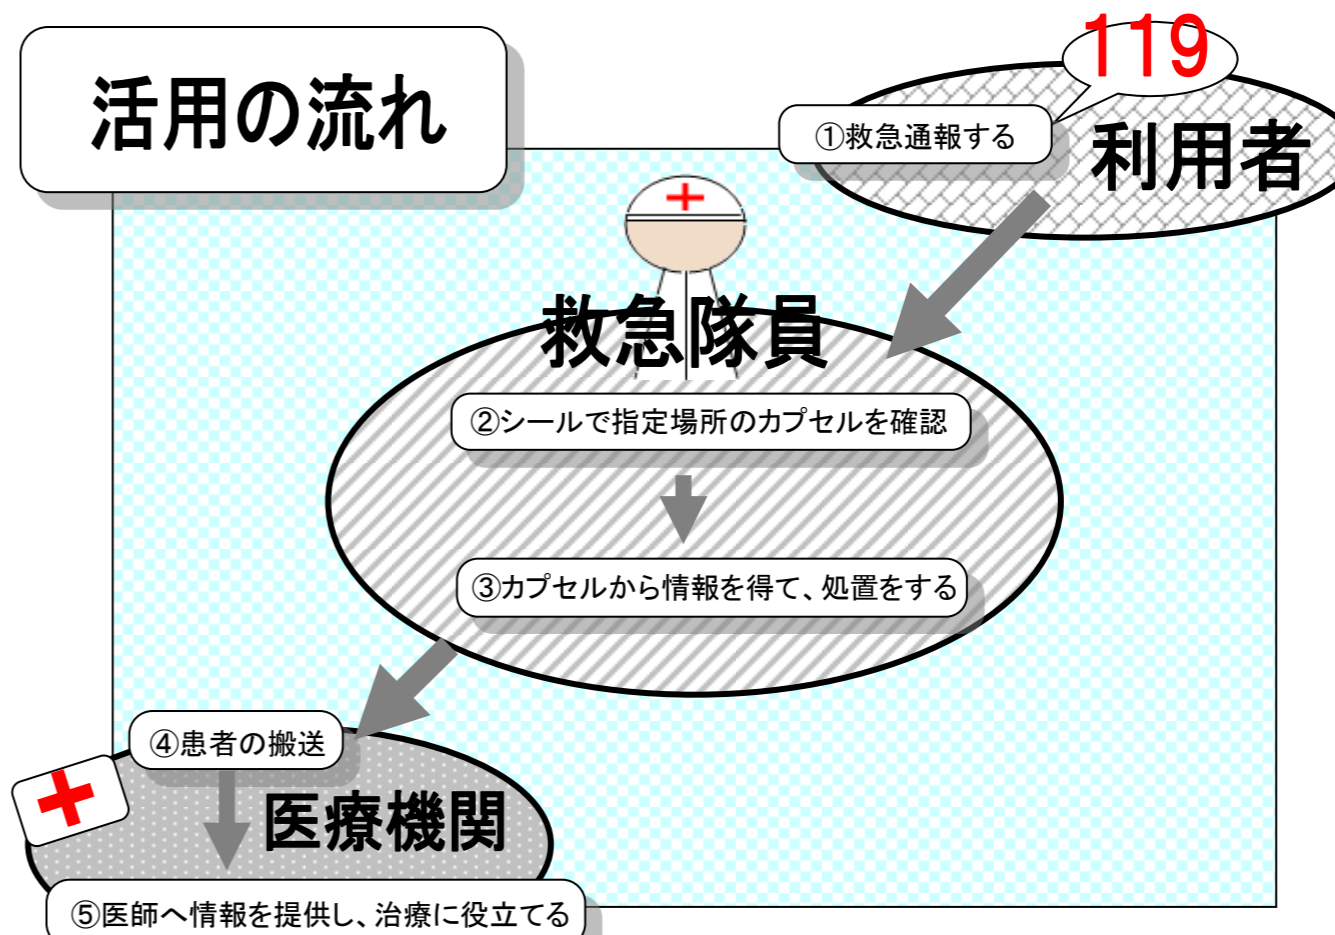 活用の流れ
119
①救急通報する
利用者
救急隊員
②シールで指定場所のカプセルを確認
③カプセルから情報を得て、処置をする
④患者の搬送
医療機関
⑤医師へ情報を提供し、治療に役立てる